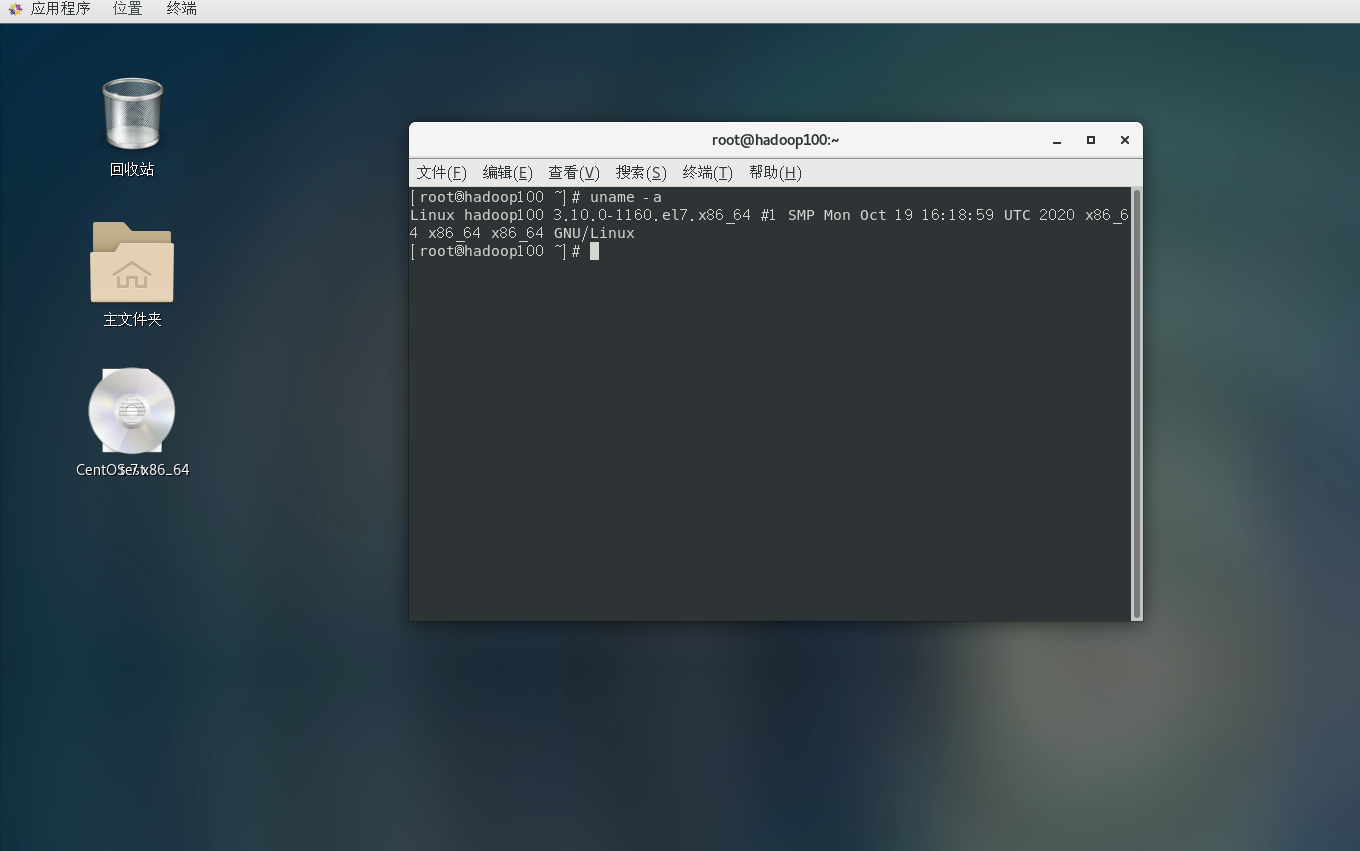 应用程序 位置 终端
回收站
主文件夹
CentOS 7 x86_64
root@hadoop100:~
文件(F) 编辑(E) 查看(V) 搜索(S) 终端(T) 帮助(H)
[root@hadoop100 ~]# uname -a
Linux hadoop100 3.10.0-1160.el7.x86_64 #1 SMP Mon Oct 19 16:18:59 UTC 2020 x86_6
4 x86_64 x86_64 GNU/Linux
[root@hadoop100 ~]#